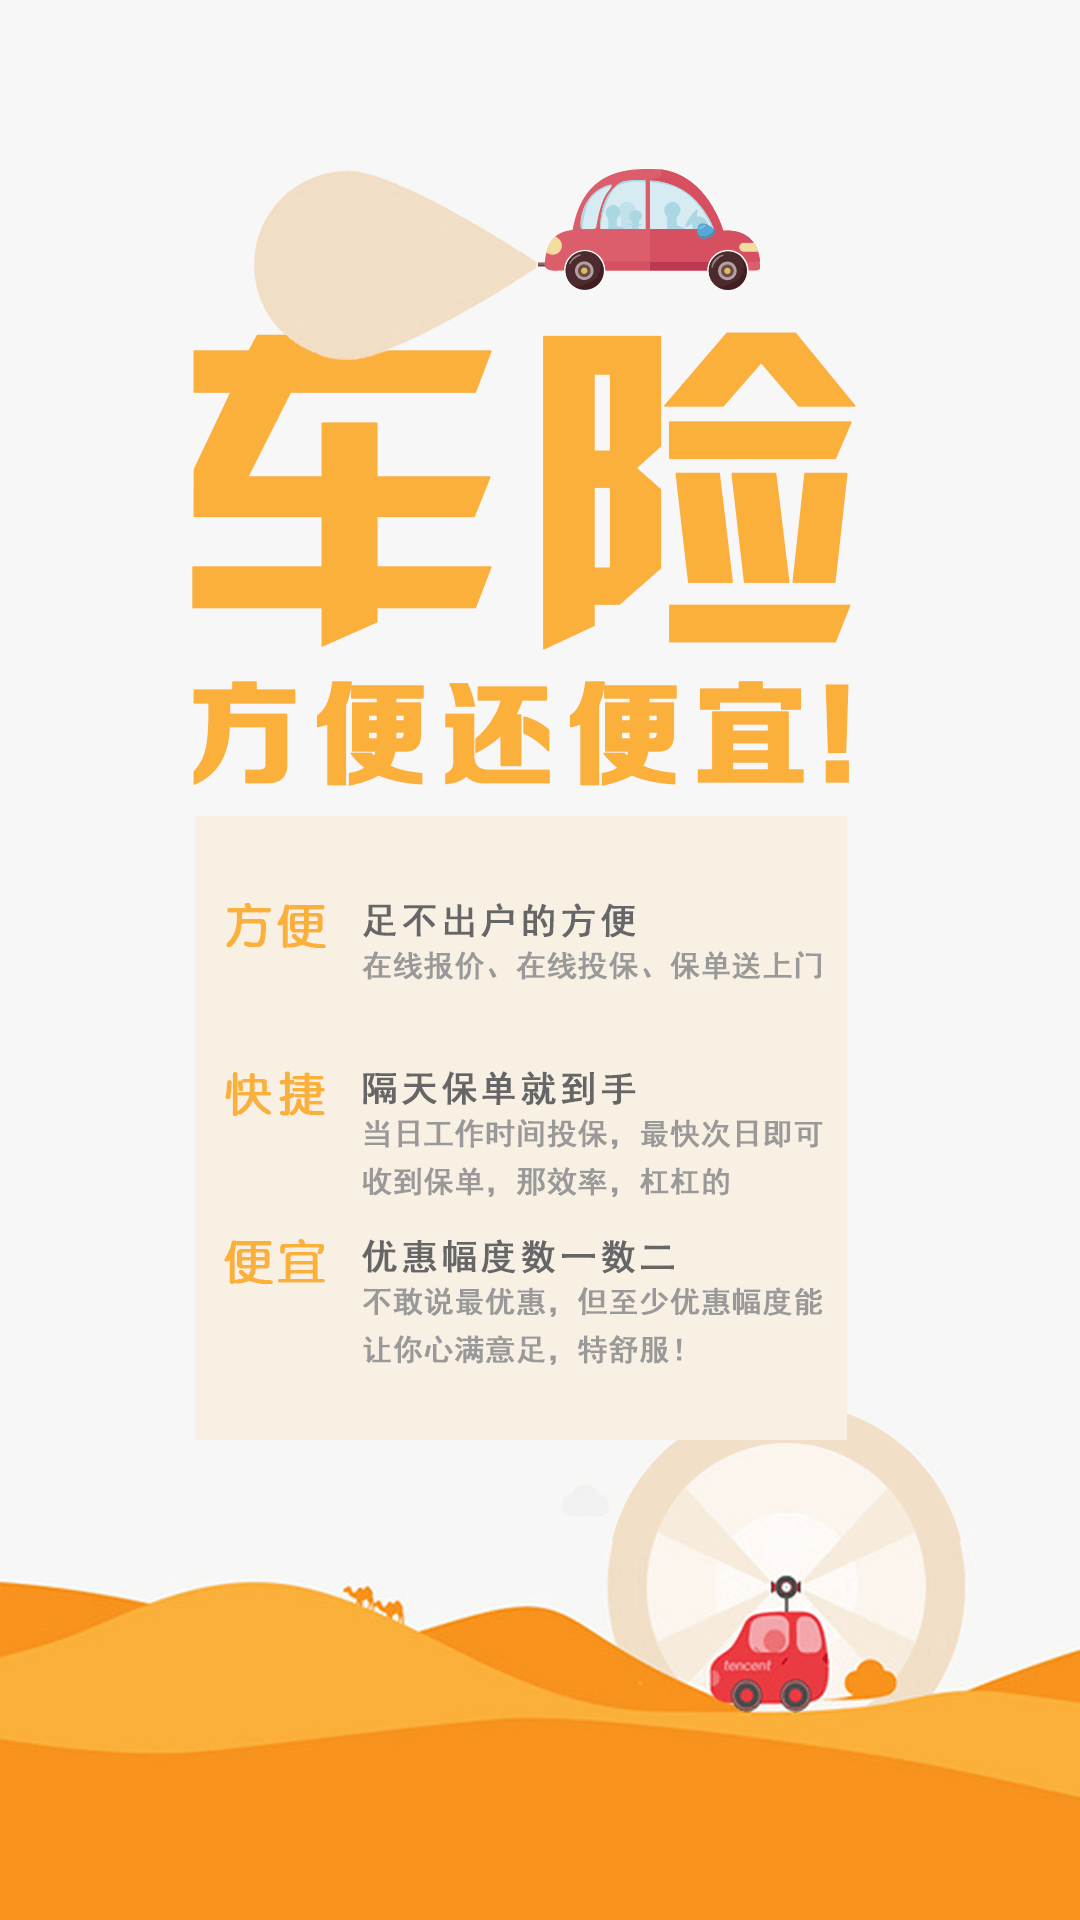 车险
方便还便宜!
方便
足不出户的方便
在线报价、在线投保、保单送上门
快捷
隔天保单就到手
当日工作时间投保，最快次日即可
收到保单，那效率，杠杠的
便宜
优惠幅度数一数二
不敢说最优惠，但至少优惠幅度能
让你心满意足，特舒服！
tencent